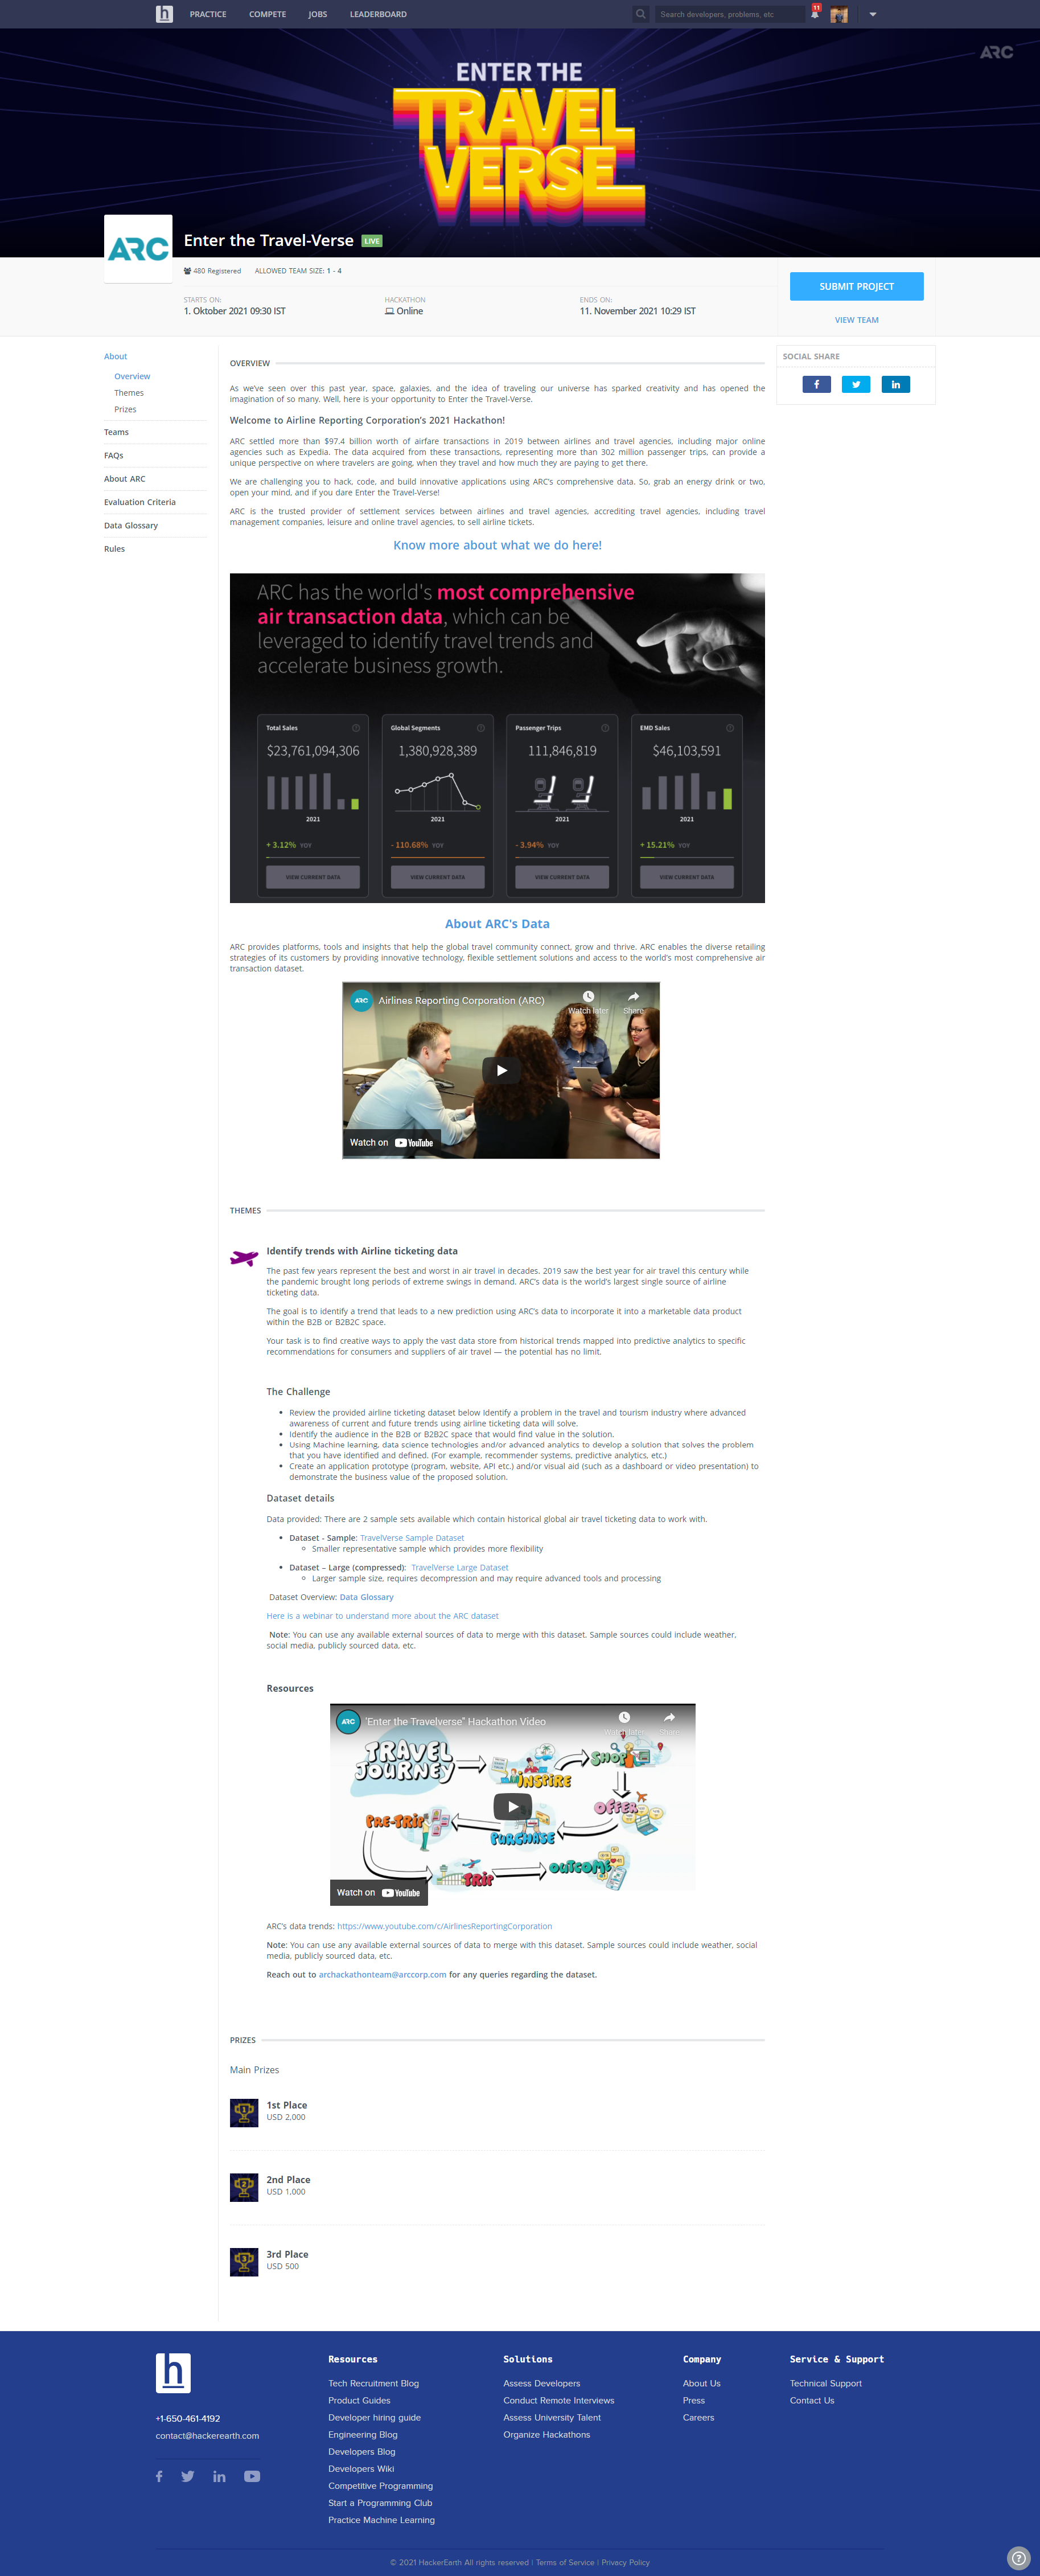 h PRACTICE COMPETE JOBS LEADERBOARD Search developers, problems, etc 11
ARC
ENTER THE
TRAVEL
VERSE
ARC
Enter the Travel-Verse LIVE
480 Registered ALLOWED TEAM SIZE: 1 - 4
STARTS ON:
1. Oktober 2021 09:30 IST
HACKATHON
Online
ENDS ON:
11. November 2021 10:29 IST
SUBMIT PROJECT
VIEW TEAM
About
Overview
Themes
Prizes
Teams
FAQs
About ARC
Evaluation Criteria
Data Glossary
Rules
SOCIAL SHARE
OVERVIEW
As we've seen over this past year, space, galaxies, and the idea of traveling our universe has sparked creativity and has opened the
imagination of so many. Well, here is your opportunity to Enter the Travel-Verse.
Welcome to Airline Reporting Corporation's 2021 Hackathon!
ARC settled more than $97.4 billion worth of airfare transactions in 2019 between airlines and travel agencies, including major online
agencies such as Expedia. The data acquired from these transactions, representing more than 302 million passenger trips, can provide a
unique perspective on where travelers are going, when they travel and how much they are paying to get there.
We are challenging you to hack, code, and build innovative applications using ARC's comprehensive data. So, grab an energy drink or two,
open your mind, and if you dare Enter the Travel-Verse!
ARC is the trusted provider of settlement services between airlines and travel agencies, accrediting travel agencies, including travel
management companies, leisure and online travel agencies, to sell airline tickets.
Know more about what we do here!
ARC has the world's most comprehensive
air transaction data, which can be
leveraged to identify travel trends and
accelerate business growth.
Total Sales
$23,761,094,306
2021
+ 3.12% YOY
VIEW CURRENT DATA
Global Segments
1,380,928,389
2021
- 110.68% YOY
VIEW CURRENT DATA
Passenger Trips
111,846,819
2021
- 3.94% YOY
VIEW CURRENT DATA
EMD Sales
$46,103,591
2021
+ 15.21% YOY
VIEW CURRENT DATA
About ARC's Data
ARC provides platforms, tools and insights that help the global travel community connect, grow and thrive. ARC enables the diverse retailing
strategies of its customers by providing innovative technology, flexible settlement solutions and access to the world's most comprehensive air
transaction dataset.
ARC Airlines Reporting Corporation (ARC) Watch later Share
Watch on YouTube
THEMES
Identify trends with Airline ticketing data
The past few years represent the best and worst in air travel in decades. 2019 saw the best year for air travel this century while
the pandemic brought long periods of extreme swings in demand. ARC's data is the world's largest single source of airline
ticketing data.
The goal is to identify a trend that leads to a new prediction using ARC's data to incorporate it into a marketable data product
within the B2B or B2B2C space.
Your task is to find creative ways to apply the vast data store from historical trends mapped into predictive analytics to specific
recommendations for consumers and suppliers of air travel — the potential has no limit.
The Challenge
• Review the provided airline ticketing dataset below Identify a problem in the travel and tourism industry where advanced
awareness of current and future trends using airline ticketing data will solve.
• Identify the audience in the B2B or B2B2C space that would find value in the solution.
• Using Machine learning, data science technologies and/or advanced analytics to develop a solution that solves the problem
that you have identified and defined. (For example, recommender systems, predictive analytics, etc.)
• Create an application prototype (program, website, API etc.) and/or visual aid (such as a dashboard or video presentation) to
demonstrate the business value of the proposed solution.
Dataset details
Data provided: There are 2 sample sets available which contain historical global air travel ticketing data to work with.
• Dataset - Sample: TravelVerse Sample Dataset
◦ Smaller representative sample which provides more flexibility
• Dataset – Large (compressed): TravelVerse Large Dataset
◦ Larger sample size, requires decompression and may require advanced tools and processing
Dataset Overview: Data Glossary
Here is a webinar to understand more about the ARC dataset
Note: You can use any available external sources of data to merge with this dataset. Sample sources could include weather,
social media, publicly sourced data, etc.
Resources
ARC 'Enter the Travelverse" Hackathon Video Watch later Share
TRAVEL
JOURNEY
INSPIRE
SHOP
OFFER
PURCHASE
PRE-TRIP
TRIP
OUTCOME
Watch on YouTube
ARC's data trends: https://www.youtube.com/c/AirlinesReportingCorporation
Note: You can use any available external sources of data to merge with this dataset. Sample sources could include weather, social
media, publicly sourced data, etc.
Reach out to archackathonteam@arccorp.com for any queries regarding the dataset.
PRIZES
Main Prizes
1
1st Place
USD 2,000
2
2nd Place
USD 1,000
3
3rd Place
USD 500
h
+1-650-461-4192
contact@hackerearth.com
Resources
Tech Recruitment Blog
Product Guides
Developer hiring guide
Engineering Blog
Developers Blog
Developers Wiki
Competitive Programming
Start a Programming Club
Practice Machine Learning
Solutions
Assess Developers
Conduct Remote Interviews
Assess University Talent
Organize Hackathons
Company
About Us
Press
Careers
Service & Support
Technical Support
Contact Us
© 2021 HackerEarth All rights reserved | Terms of Service | Privacy Policy